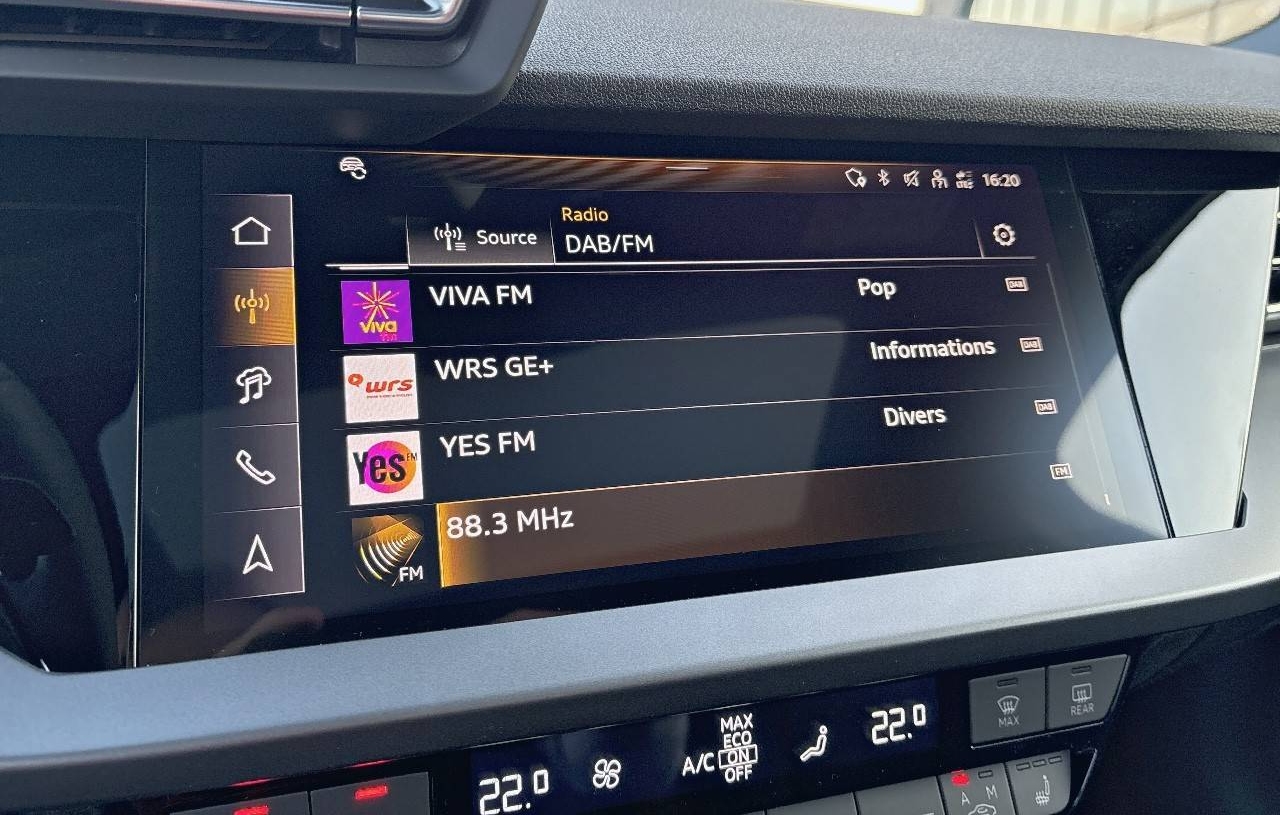 LTE 16:20
Source
Radio
DAB/FM
viva
VIVA FM
Pop
DAB
wrs
WRS GE+
Informations
DAB
Yes FM
YES FM
Divers
DAB
FM
88.3 MHz
FM
22.0
A/C
MAX
ECO
ON
OFF
22.0
MAX
REAR
A M